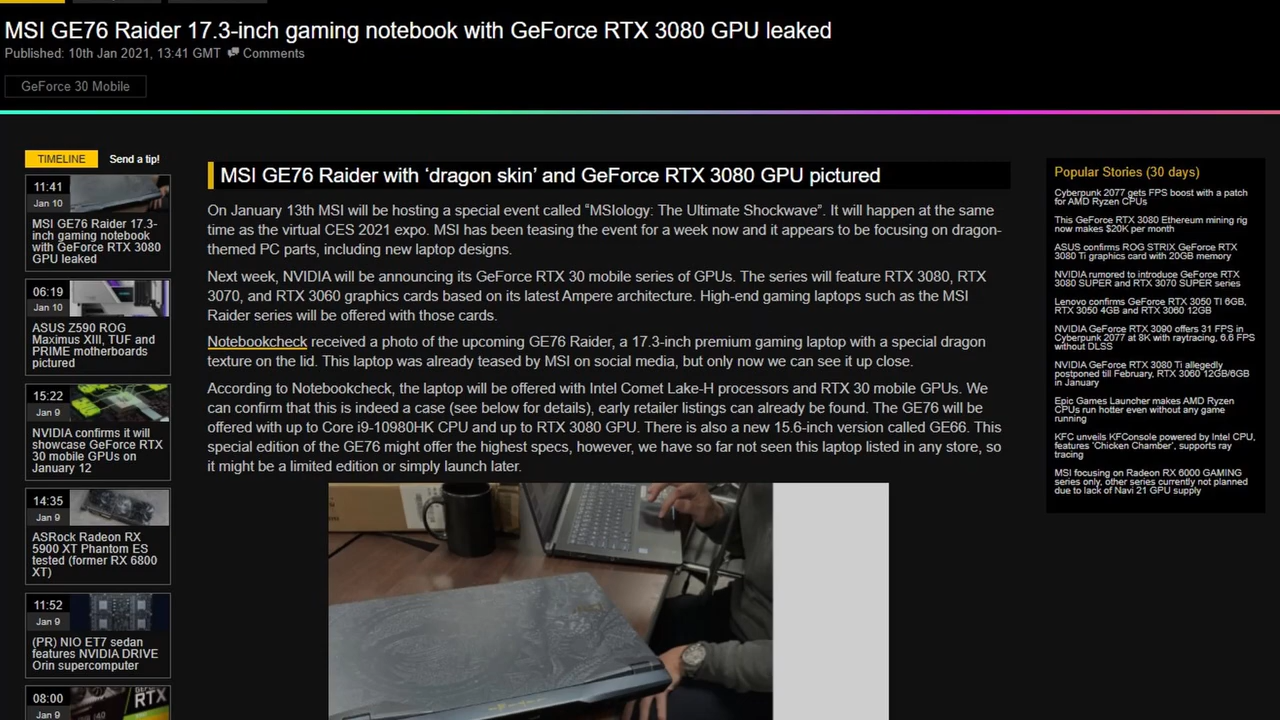 MSI GE76 Raider 17.3-inch gaming notebook with GeForce RTX 3080 GPU leaked
Published: 10th Jan 2021, 13:41 GMT Comments
GeForce 30 Mobile
TIMELINE Send a tip!
11:41
Jan 10
MSI GE76 Raider 17.3-
inch gaming notebook
with GeForce RTX 3080
GPU leaked
06:19
Jan 10
ASUS Z590 ROG
Maximus XIII, TUF and
PRIME motherboards
pictured
15:22
Jan 9
NVIDIA confirms it will
showcase GeForce RTX
30 mobile GPUs on
January 12
14:35
Jan 9
ASRock Radeon RX
5900 XT Phantom ES
tested (former RX 6800
XT)
11:52
Jan 9
(PR) NIO ET7 sedan
features NVIDIA DRIVE
Orin supercomputer
08:00
Jan 9
RTX
MSI GE76 Raider with ‘dragon skin’ and GeForce RTX 3080 GPU pictured
On January 13th MSI will be hosting a special event called “MSIology: The Ultimate Shockwave”. It will happen at the same
time as the virtual CES 2021 expo. MSI has been teasing the event for a week now and it appears to be focusing on dragon-
themed PC parts, including new laptop designs.
Next week, NVIDIA will be announcing its GeForce RTX 30 mobile series of GPUs. The series will feature RTX 3080, RTX
3070, and RTX 3060 graphics cards based on its latest Ampere architecture. High-end gaming laptops such as the MSI
Raider series will be offered with those cards.
Notebookcheck received a photo of the upcoming GE76 Raider, a 17.3-inch premium gaming laptop with a special dragon
texture on the lid. This laptop was already teased by MSI on social media, but only now we can see it up close.
According to Notebookcheck, the laptop will be offered with Intel Comet Lake-H processors and RTX 30 mobile GPUs. We
can confirm that this is indeed a case (see below for details), early retailer listings can already be found. The GE76 will be
offered with up to Core i9-10980HK CPU and up to RTX 3080 GPU. There is also a new 15.6-inch version called GE66. This
special edition of the GE76 might offer the highest specs, however, we have so far not seen this laptop listed in any store, so
it might be a limited edition or simply launch later.
Popular Stories (30 days)
Cyberpunk 2077 gets FPS boost with a patch
for AMD Ryzen CPUs
This GeForce RTX 3080 Ethereum mining rig
now makes $20K per month
ASUS confirms ROG STRIX GeForce RTX
3080 Ti graphics card with 20GB memory
NVIDIA rumored to introduce GeForce RTX
3080 SUPER and RTX 3070 SUPER series
Lenovo confirms GeForce RTX 3050 TI 6GB,
RTX 3050 4GB and RTX 3060 12GB
NVIDIA GeForce RTX 3090 offers 31 FPS in
Cyberpunk 2077 at 8K with raytracing, 6.6 FPS
without DLSS
NVIDIA GeForce RTX 3080 Ti allegedly
postponed till February, RTX 3060 12GB/6GB
in January
Epic Games Launcher makes AMD Ryzen
CPUs run hotter even without any game
running
KFC unveils KFConsole powered by Intel CPU,
features ‘Chicken Chamber’, supports ray
tracing
MSI focusing on Radeon RX 6000 GAMING
series only, other series currently not planned
due to lack of Navi 21 GPU supply